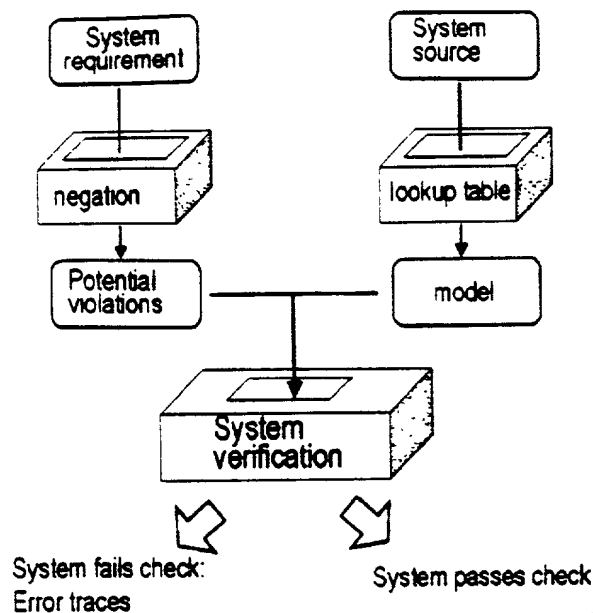 System
requirement
System
source
negation
lookup table
Potential
violations
model
System
verification
System fails check:
Error traces
System passes check